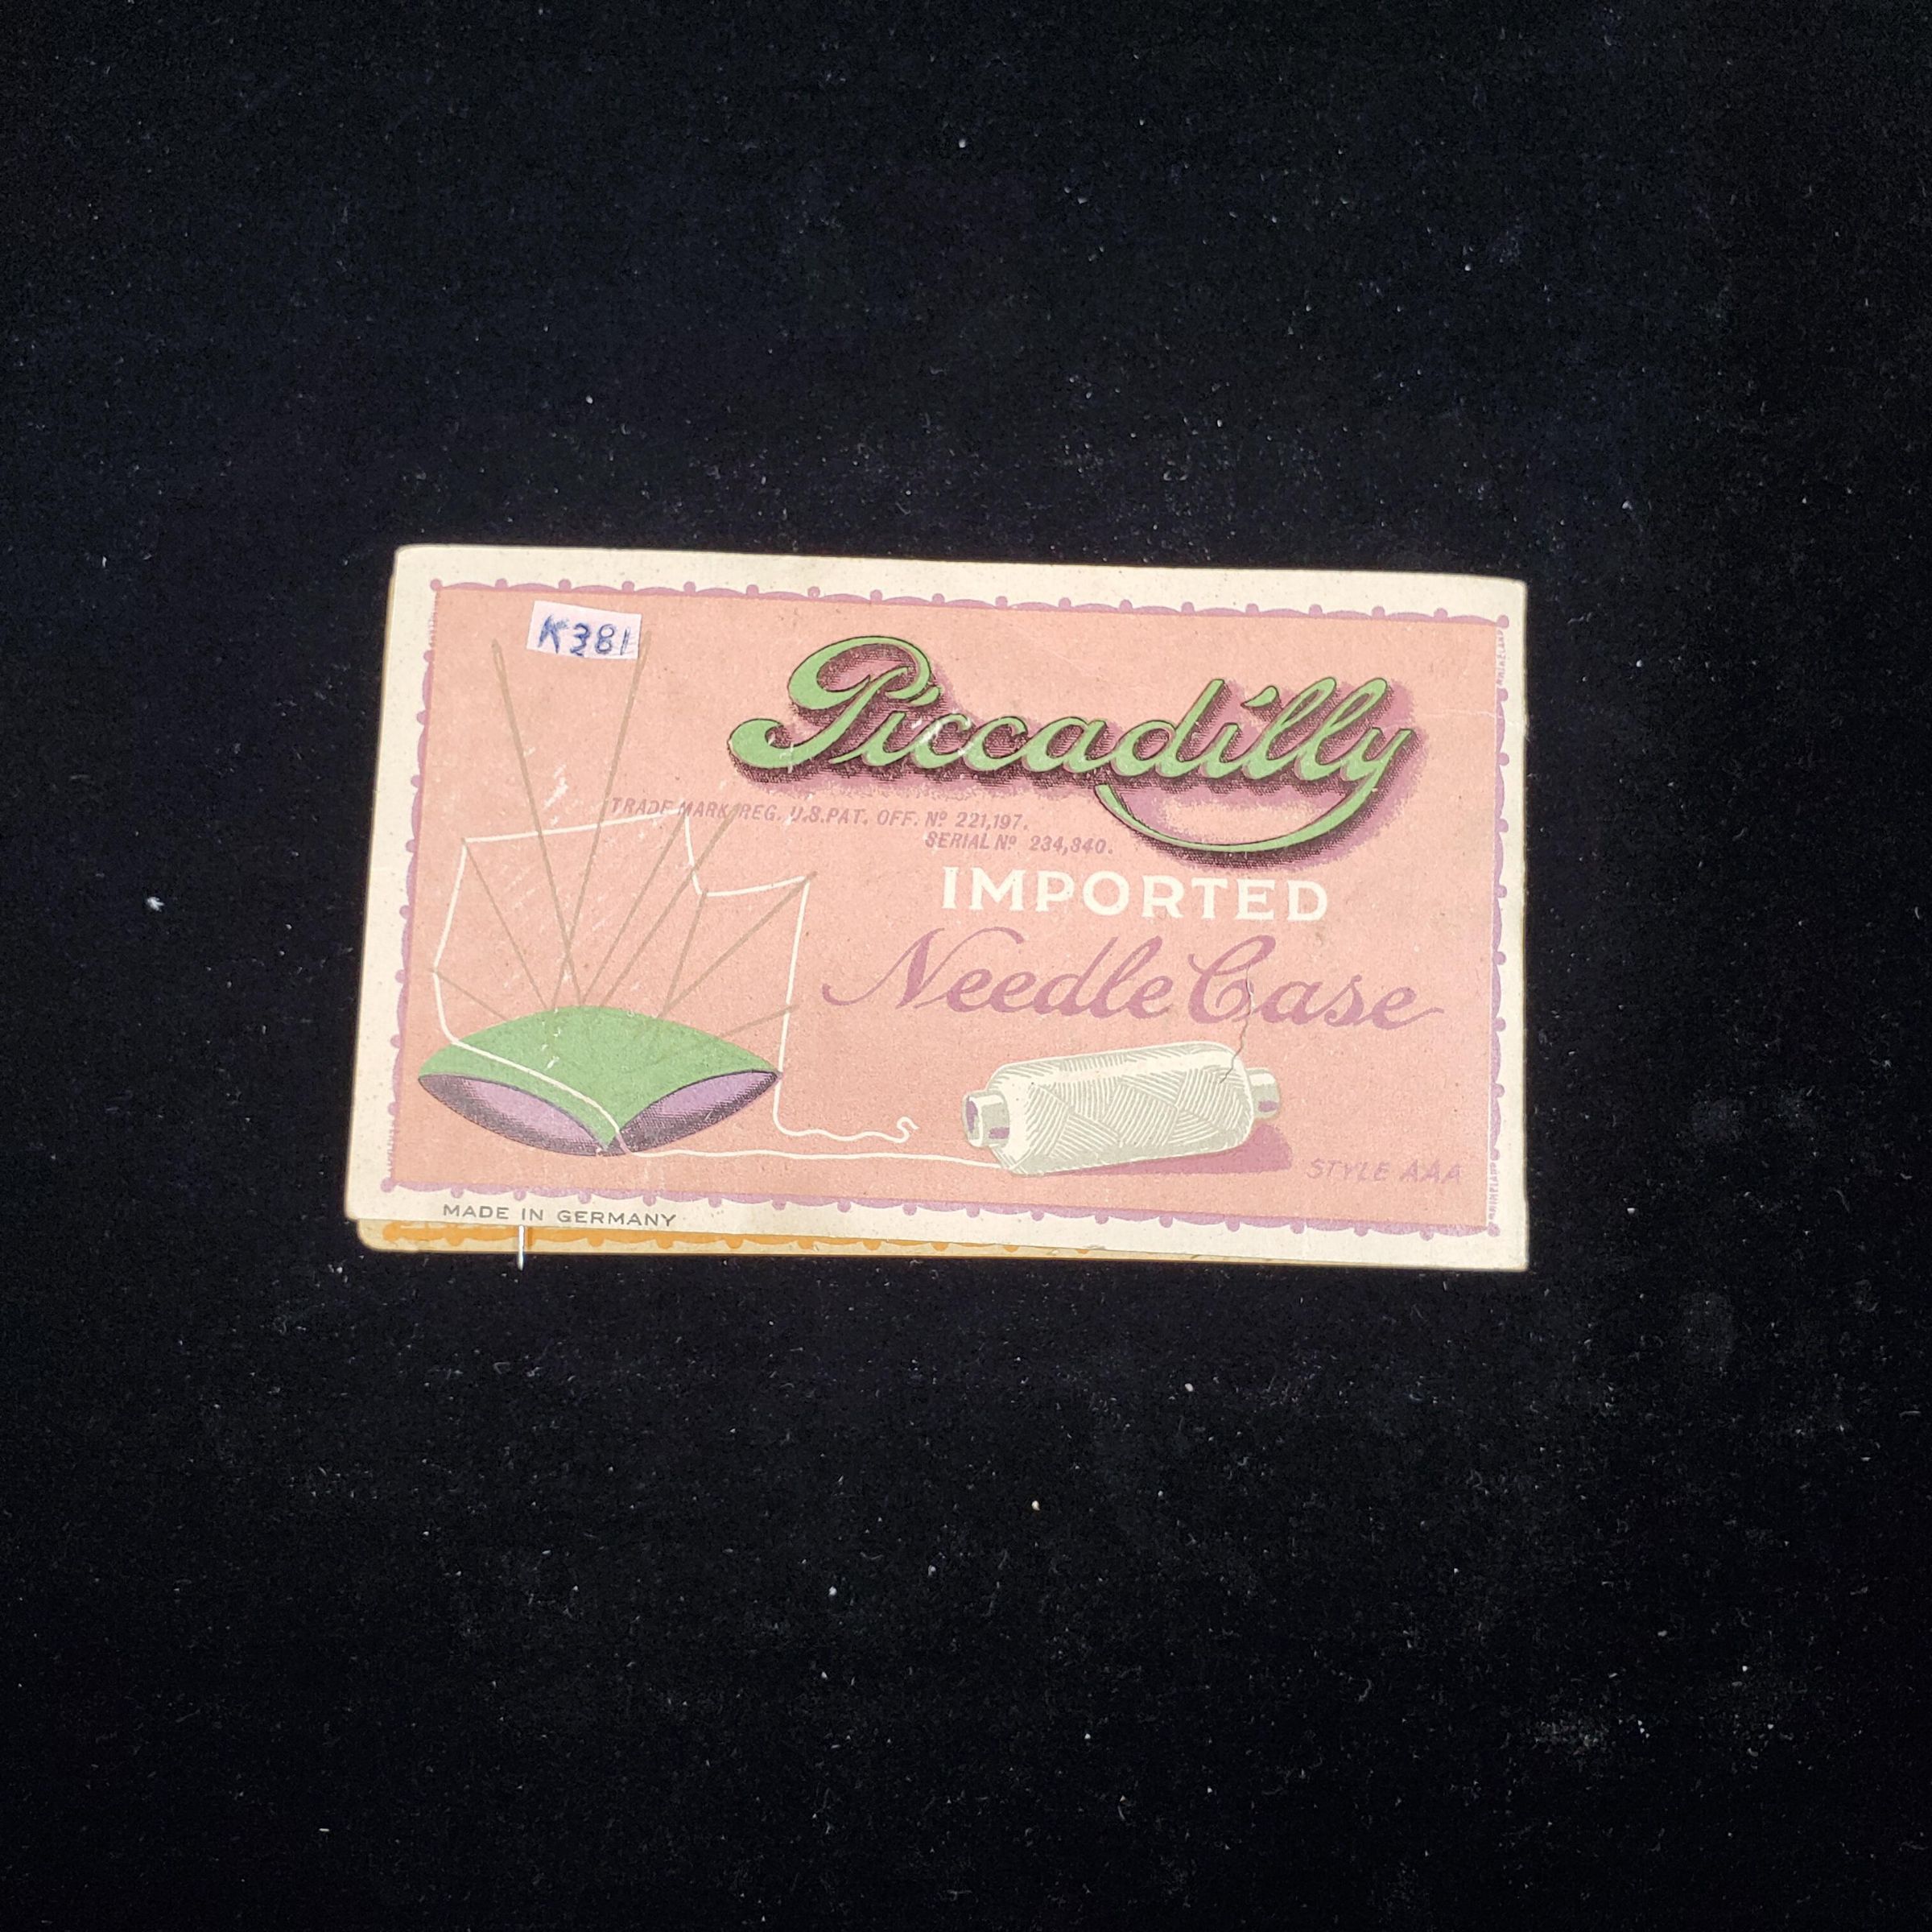 K381
Piccadilly
TRADE MARK REG. U.S.PAT. OFF. Nº 221,197.
SERIAL Nº 234,840.
IMPORTED
Needle Case
STYLE AAA
MADE IN GERMANY